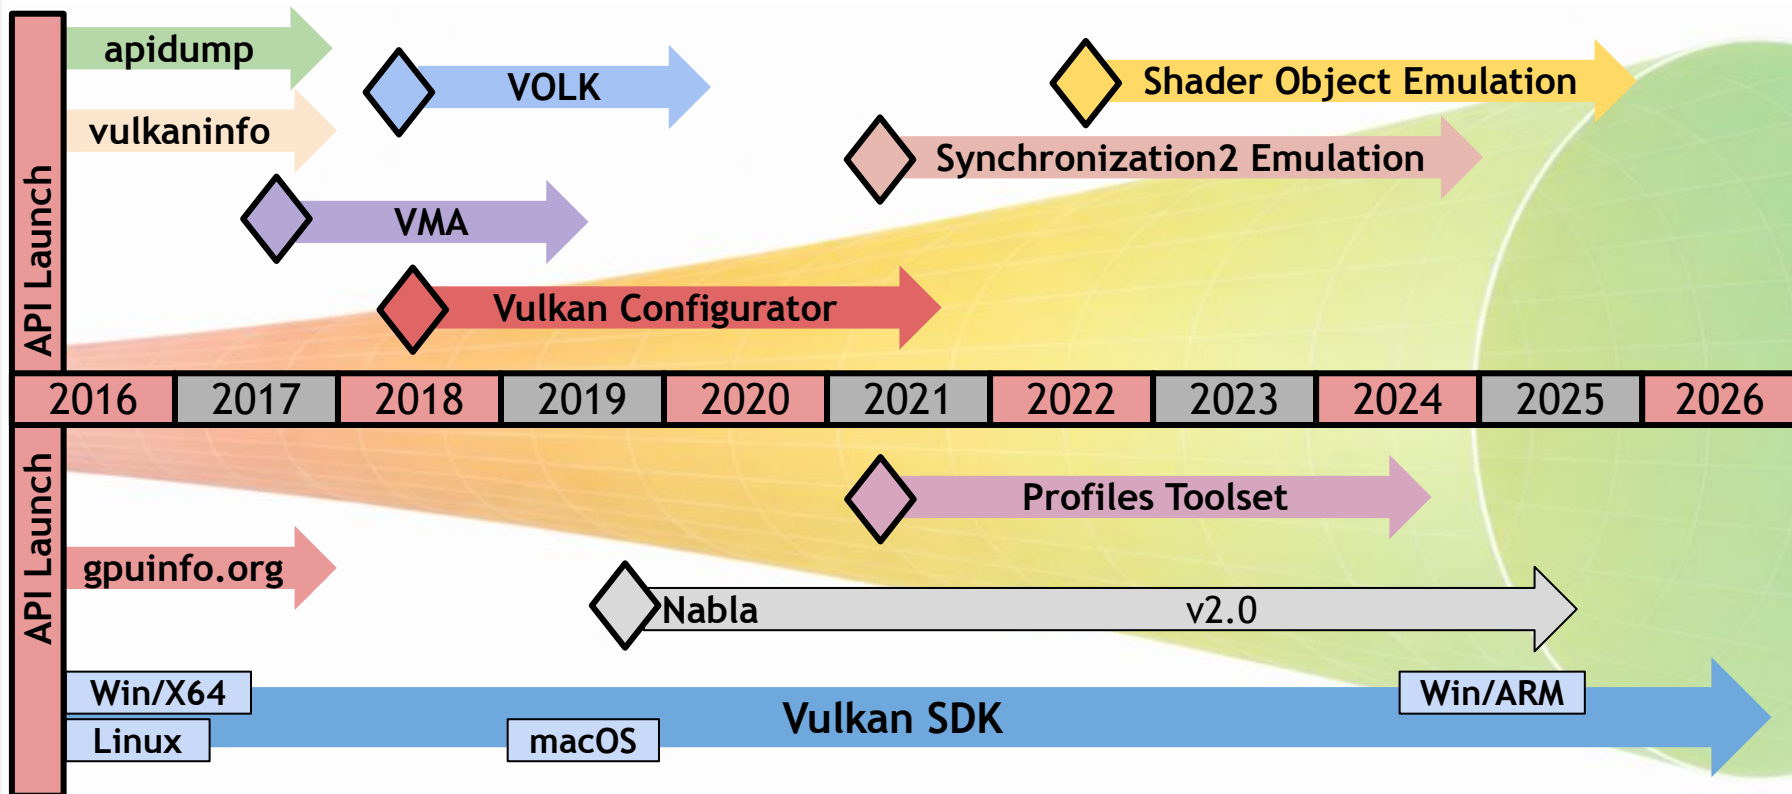 API Launch
apidump
VOLK
Shader Object Emulation
vulkaninfo
Synchronization2 Emulation
VMA
Vulkan Configurator
2016
2017
2018
2019
2020
2021
2022
2023
2024
2025
2026
API Launch
Profiles Toolset
gpuinfo.org
Nabla
v2.0
Win/X64
Win/ARM
Vulkan SDK
Linux
macOS